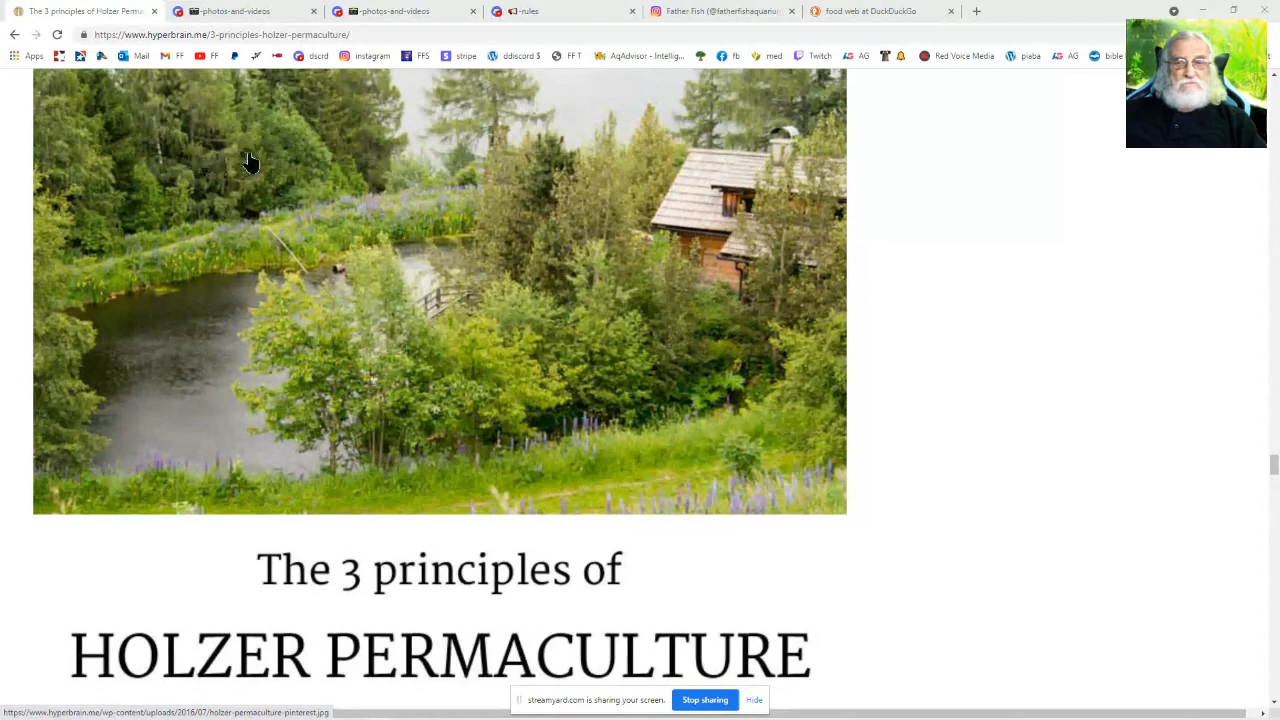 The 3 principles of Holzer Perma
-photos-and-videos
-photos-and-videos
-rules
Father Fish (@fatherfishaquariu
food web at DuckDuckGo
https://www.hyperbrain.me/3-principles-holzer-permaculture/
Apps
Mail
FF
FF
dscrd
instagram
FFS
stripe
ddiscord $
FF T
AqAdvisor - Intellig...
fb
med
Twitch
AG
Red Voice Media
piaba
AG
bible
The 3 principles of
HOLZER PERMACULTURE
streamyard.com is sharing your screen.
Stop sharing
Hide
https://www.hyperbrain.me/wp-content/uploads/2016/07/holzer-permaculture-pinterest.jpg